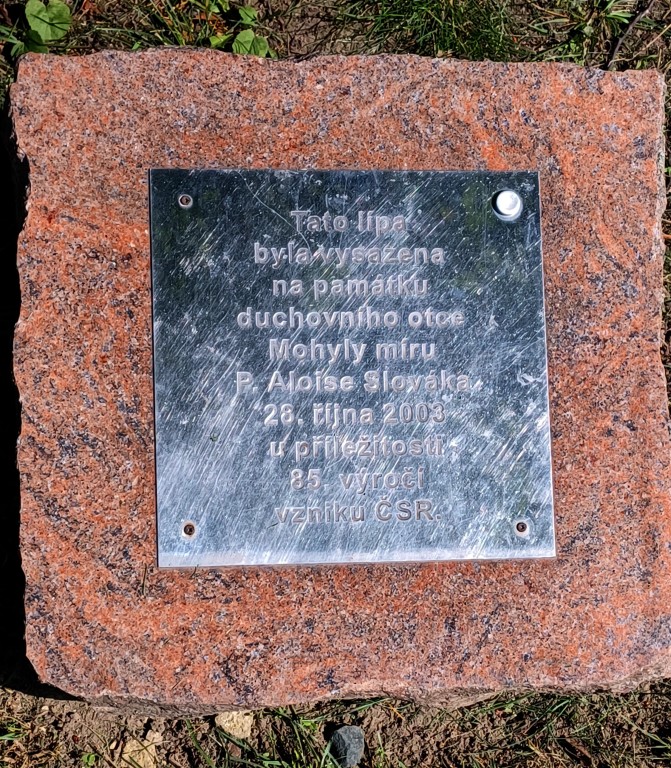 Tato lípa
byla vysazena
na památku
duchovního otce
Mohyly míru
P. Aloise Slováka
28. října 2003
u příležitosti
85. výročí
vzniku ČSR.